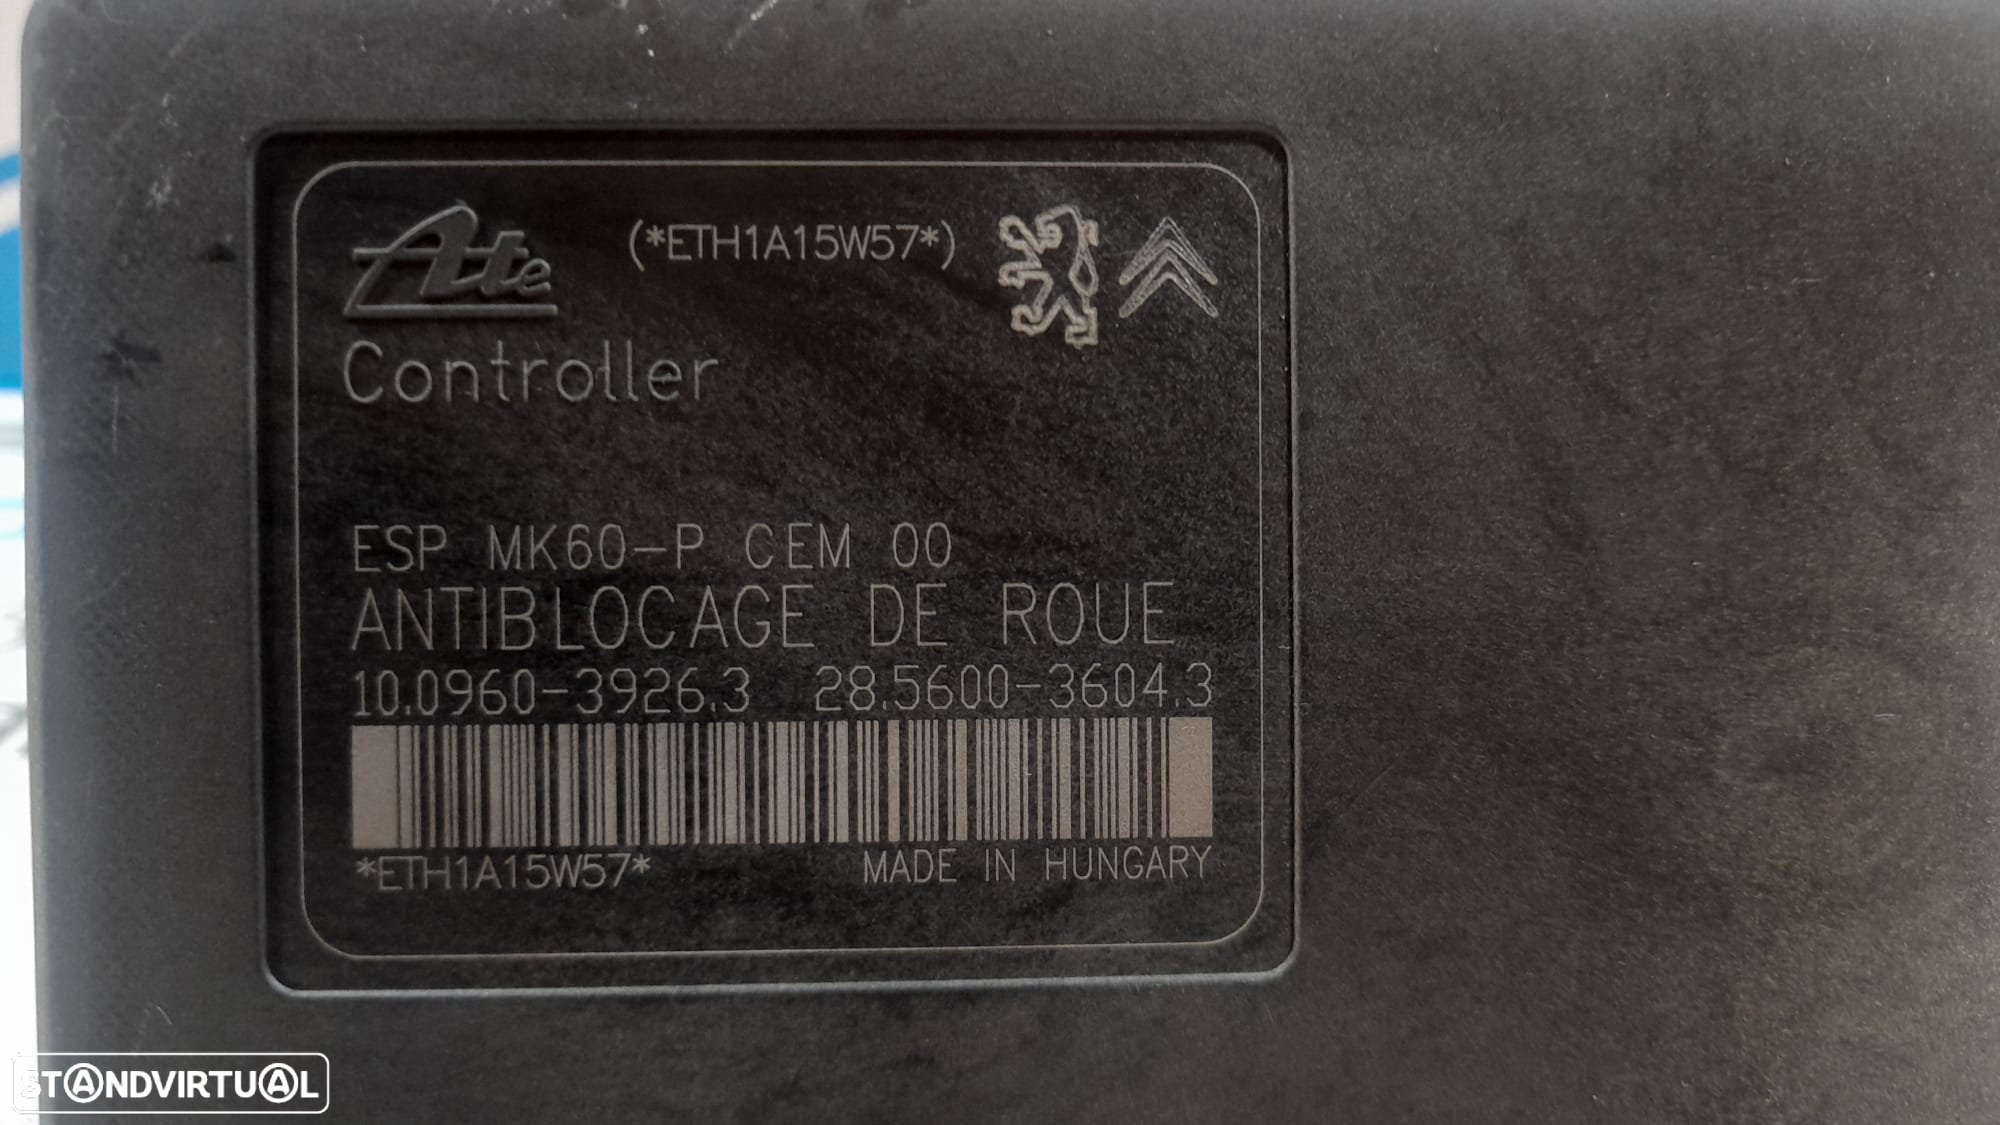 Ate (*ETH1A15W57*)
Controller
ESP MK60-P CEM 00
ANTIBLOCAGE DE ROUE
10.0960-3926.3 28.5600-3604.3
*ETH1A15W57* MADE IN HUNGARY
STANDVIRTUAL